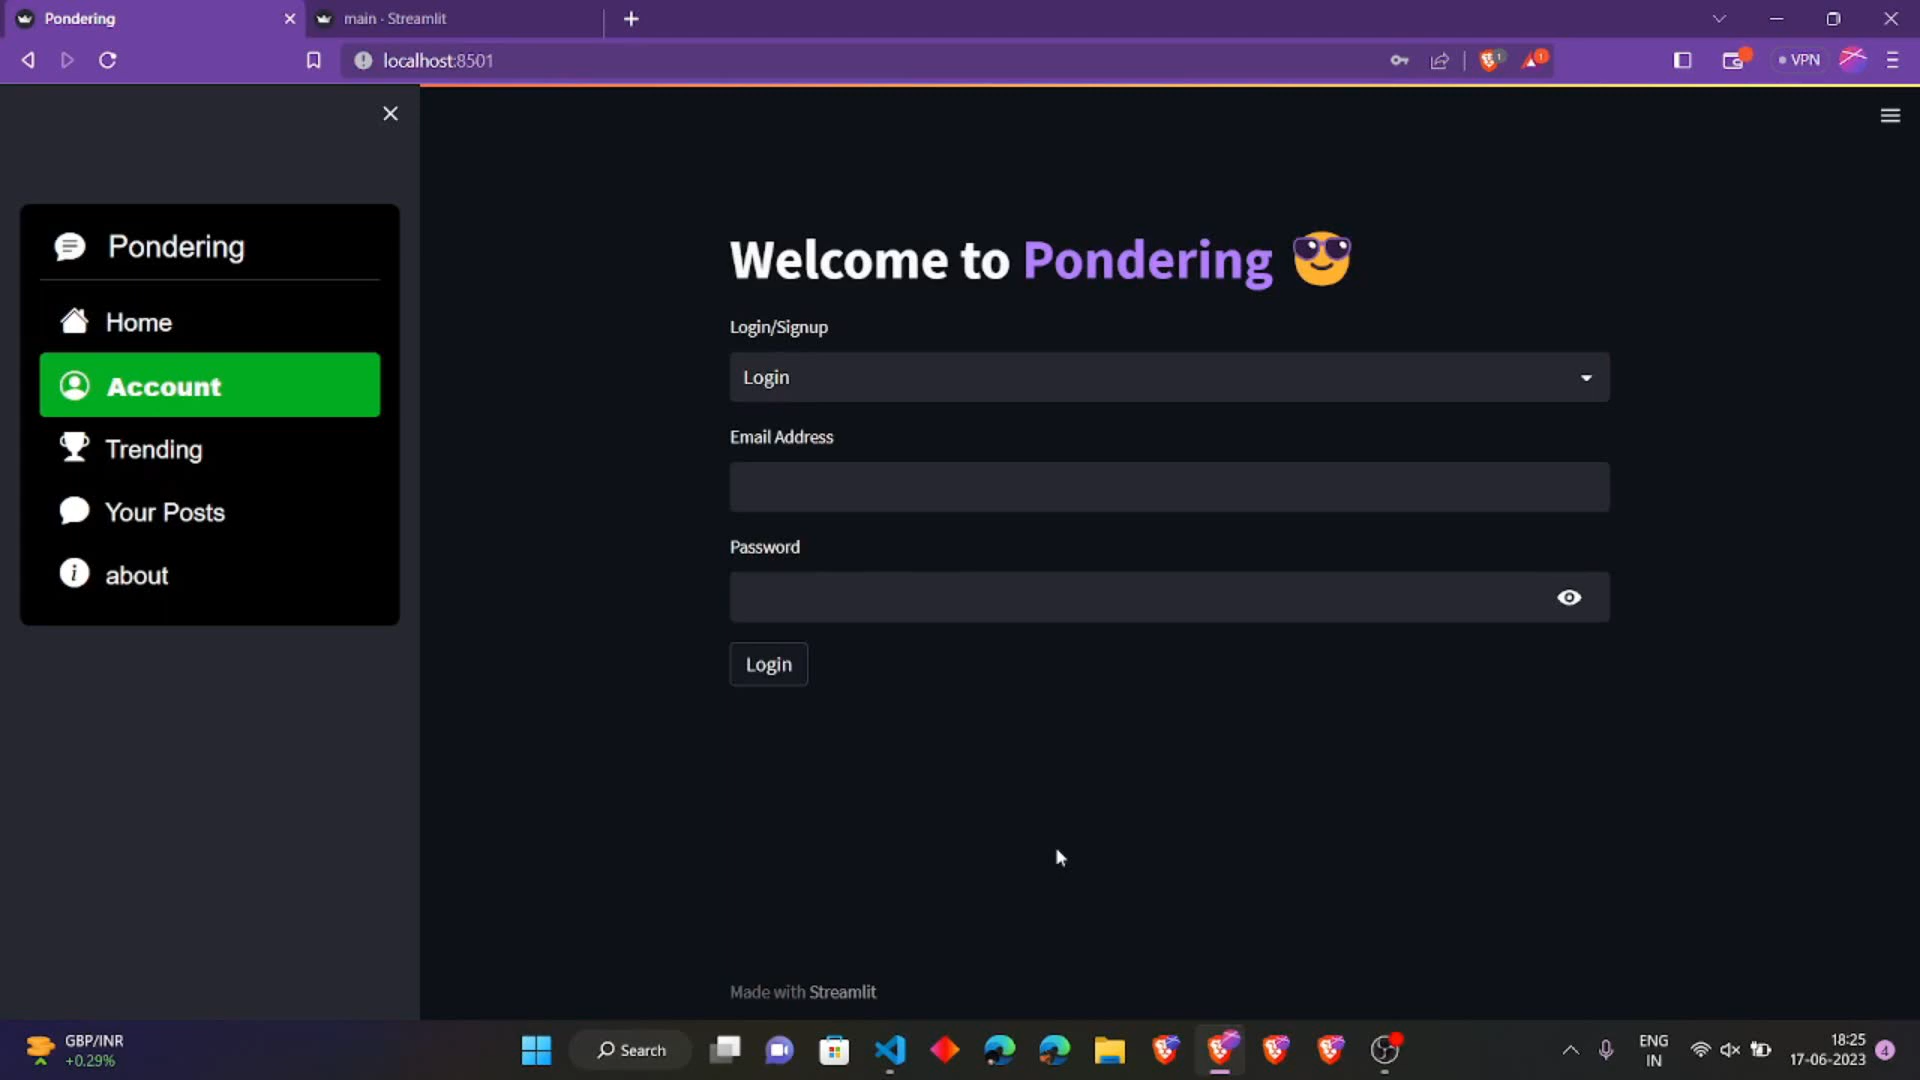 Pondering
main · Streamlit
localhost:8501
VPN
Pondering
Home
Account
Trending
Your Posts
about
Welcome to Pondering 😎
Login/Signup
Login
Email Address
Password
Login
Made with Streamlit
GBP/INR
+0.29%
Search
ENG
IN
18:25
17-06-2023
4